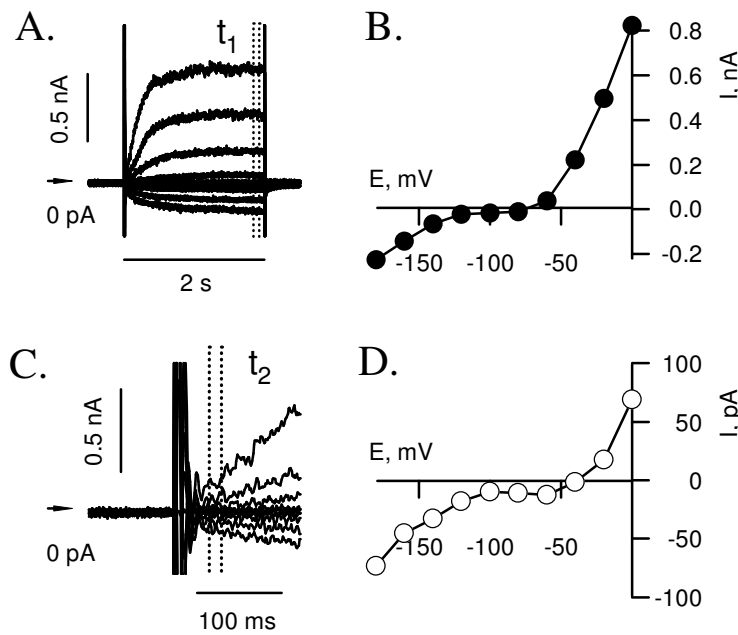 A.
t1
0.5 nA
0 pA
2 s
B.
E, mV
I, nA
0.8
0.6
0.4
0.2
0.0
-0.2
-150
-100
-50
C.
t2
0.5 nA
0 pA
100 ms
D.
E, mV
I, pA
100
50
0
-50
-100
-150
-100
-50